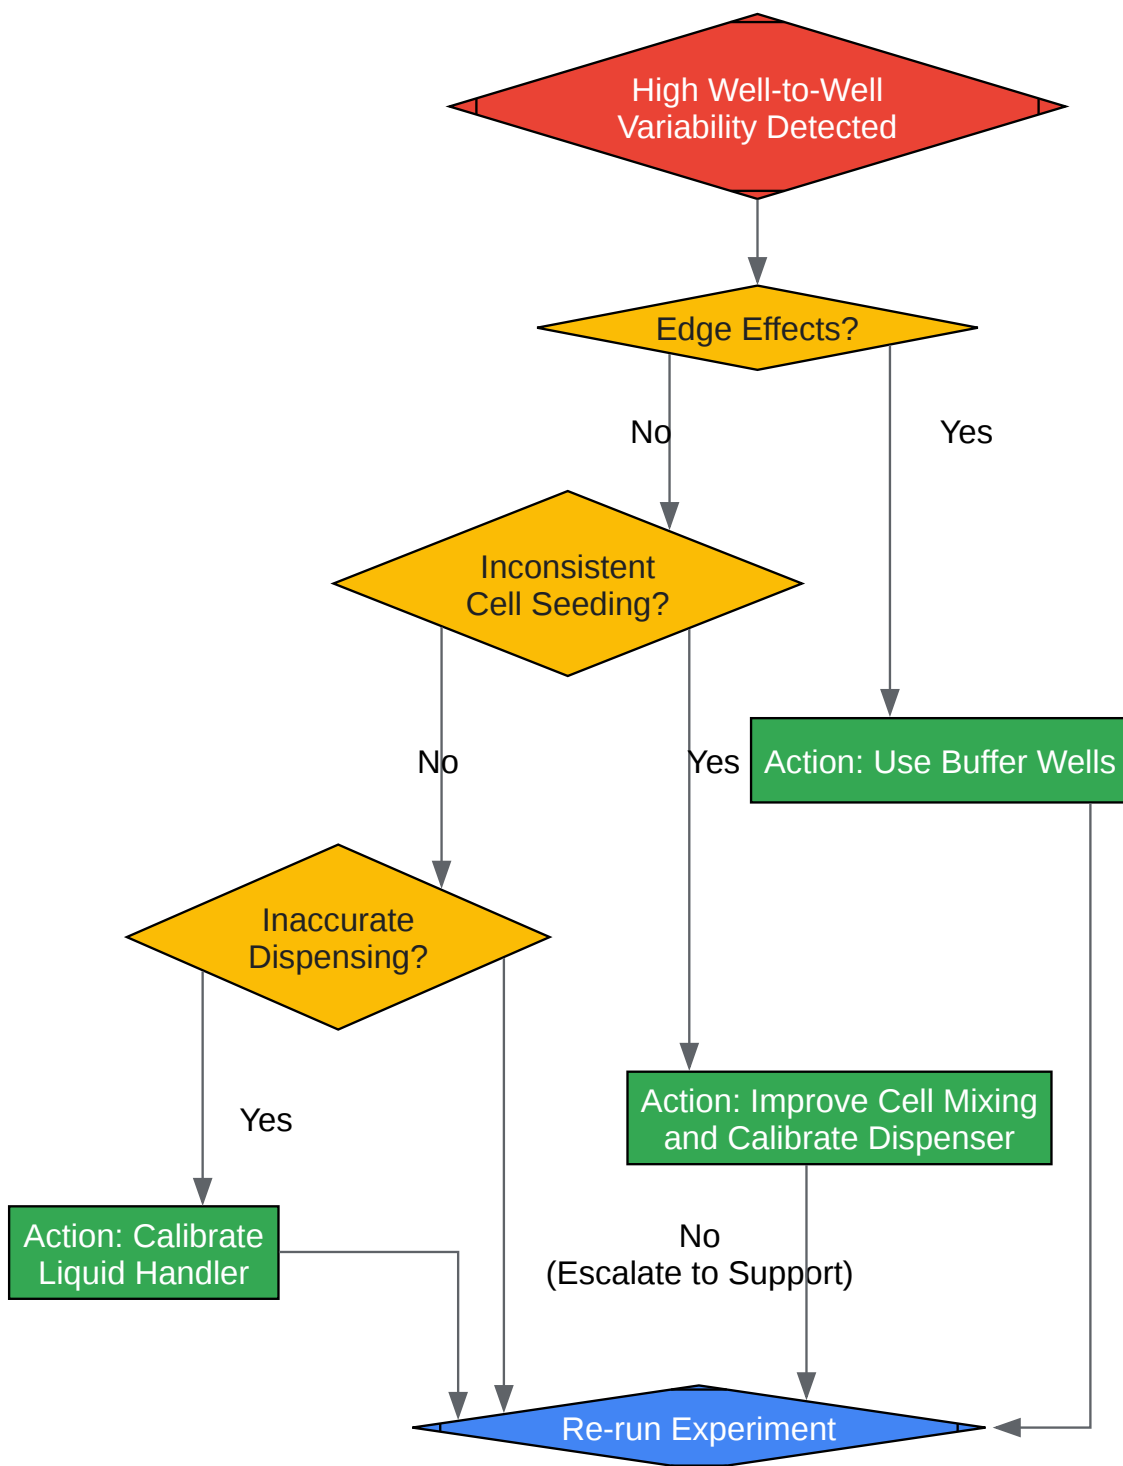 High Well-to-Well
Variability Detected
Edge Effects?
No
Yes
Inconsistent
Cell Seeding?
No
Yes
Action: Use Buffer Wells
Inaccurate
Dispensing?
Action: Improve Cell Mixing
and Calibrate Dispenser
Yes
Action: Calibrate
Liquid Handler
No
(Escalate to Support)
Re-run Experiment